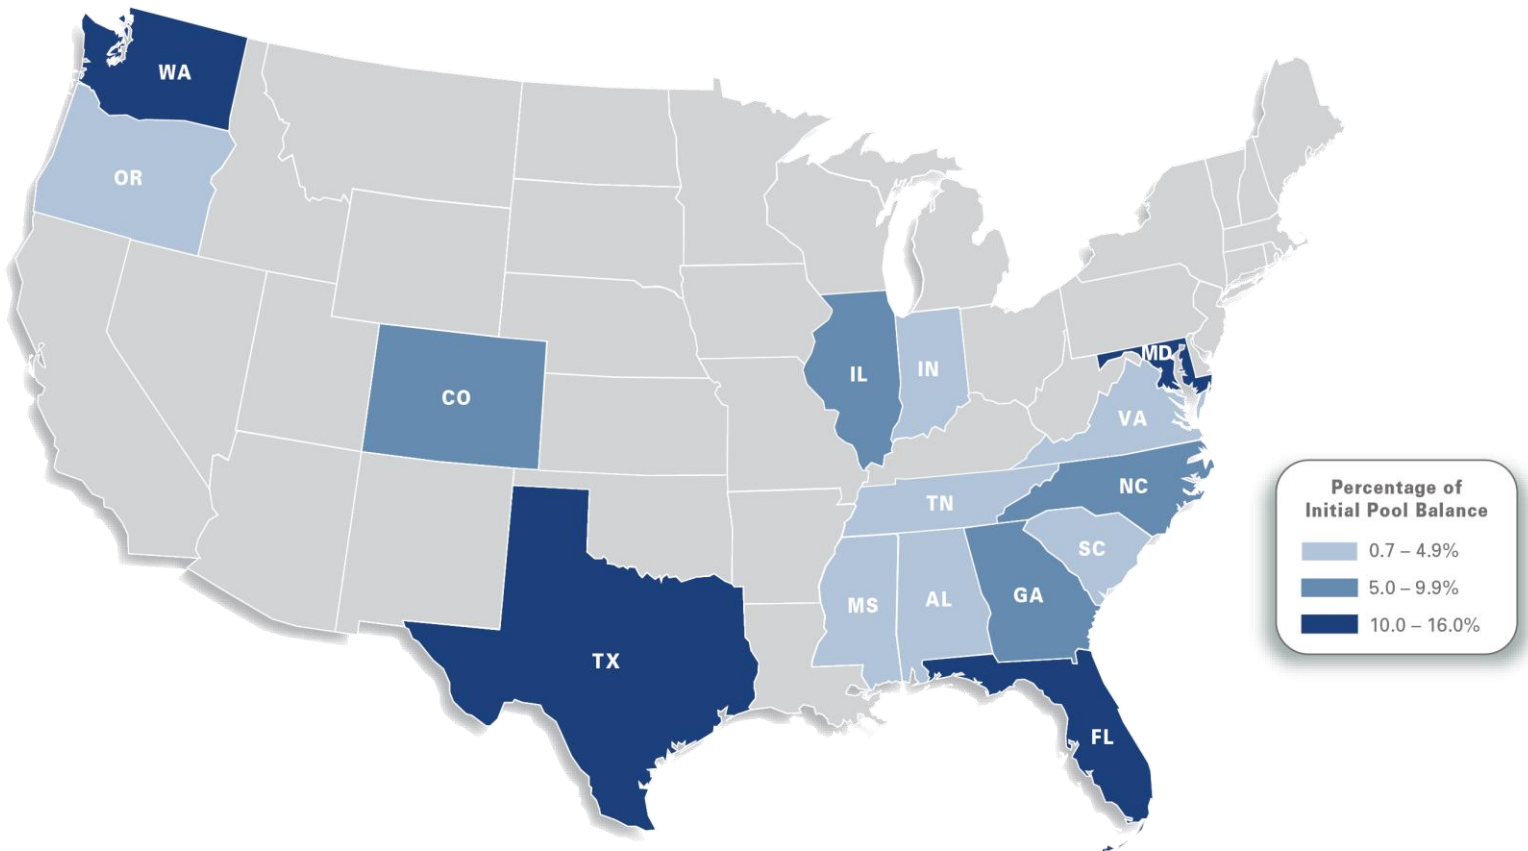 WA
OR
MD
IL
IN
CO
VA
NC
TN
SC
MS
AL
GA
TX
FL
Percentage of
Initial Pool Balance
0.7 – 4.9%
5.0 – 9.9%
10.0 – 16.0%